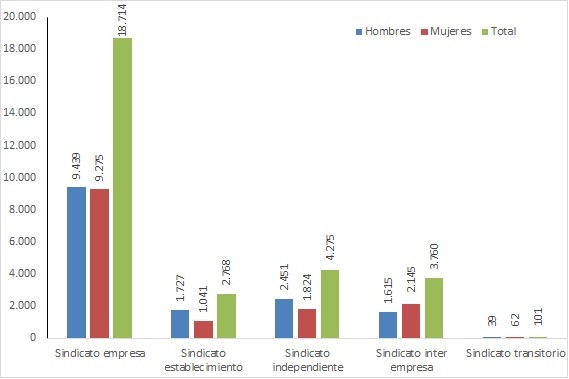 20.000
18.000
16.000
14.000
12.000
10.000
8.000
6.000
4.000
2.000
0
Hombres Mujeres Total
9.439
9.275
18.714
1.727
1.041
2.768
2.451
1.824
4.275
1.615
2.145
3.760
39
62
101
Sindicato empresa
Sindicato
establecimiento
Sindicato
independiente
Sindicato inter
empresa
Sindicato transitorio